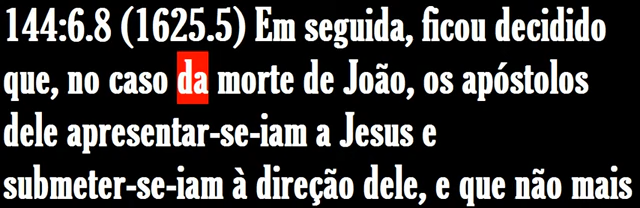 144:6.8 (1625.5) Em seguida, ficou decidido
que, no caso da morte de João, os apóstolos
dele apresentar-se-iam a Jesus e
submeter-se-iam à direção dele, e que não mais